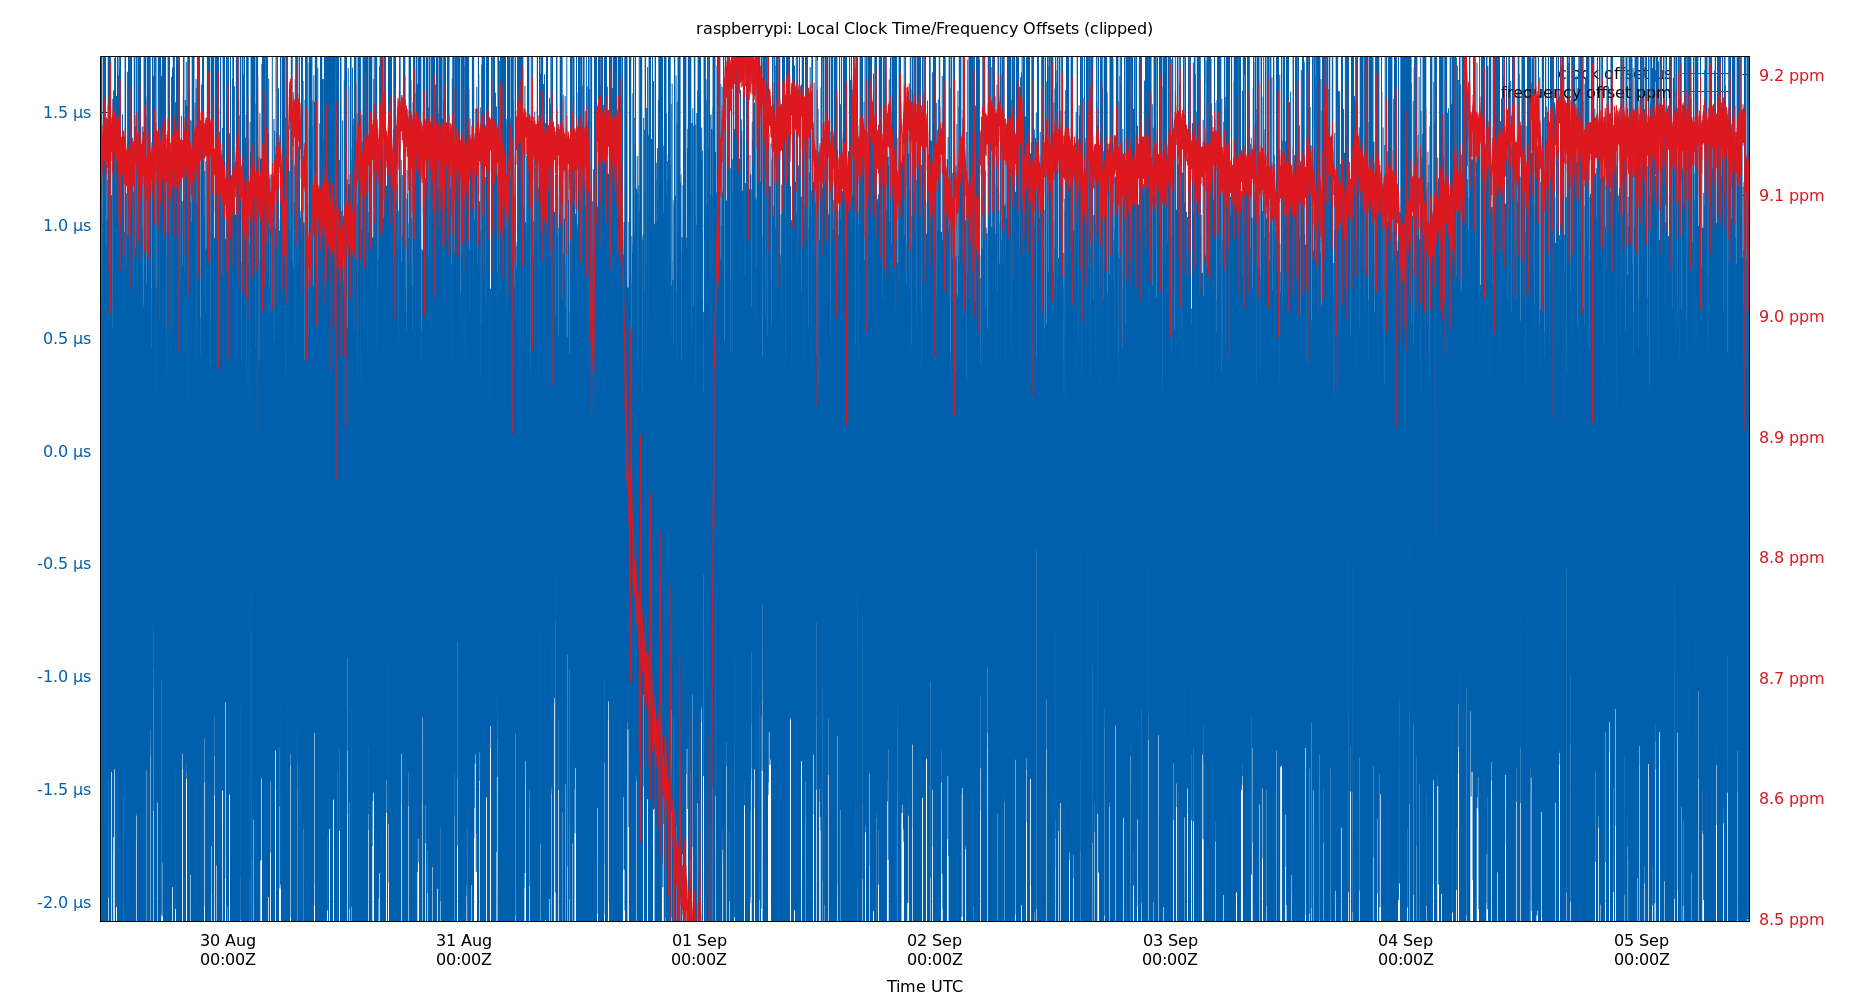 raspberrypi: Local Clock Time/Frequency Offsets (clipped)
clock offset µs
frequency offset ppm
1.5 µs
1.0 µs
0.5 µs
0.0 µs
-0.5 µs
-1.0 µs
-1.5 µs
-2.0 µs
9.2 ppm
9.1 ppm
9.0 ppm
8.9 ppm
8.8 ppm
8.7 ppm
8.6 ppm
8.5 ppm
30 Aug
00:00Z
31 Aug
00:00Z
01 Sep
00:00Z
02 Sep
00:00Z
03 Sep
00:00Z
04 Sep
00:00Z
05 Sep
00:00Z
Time UTC